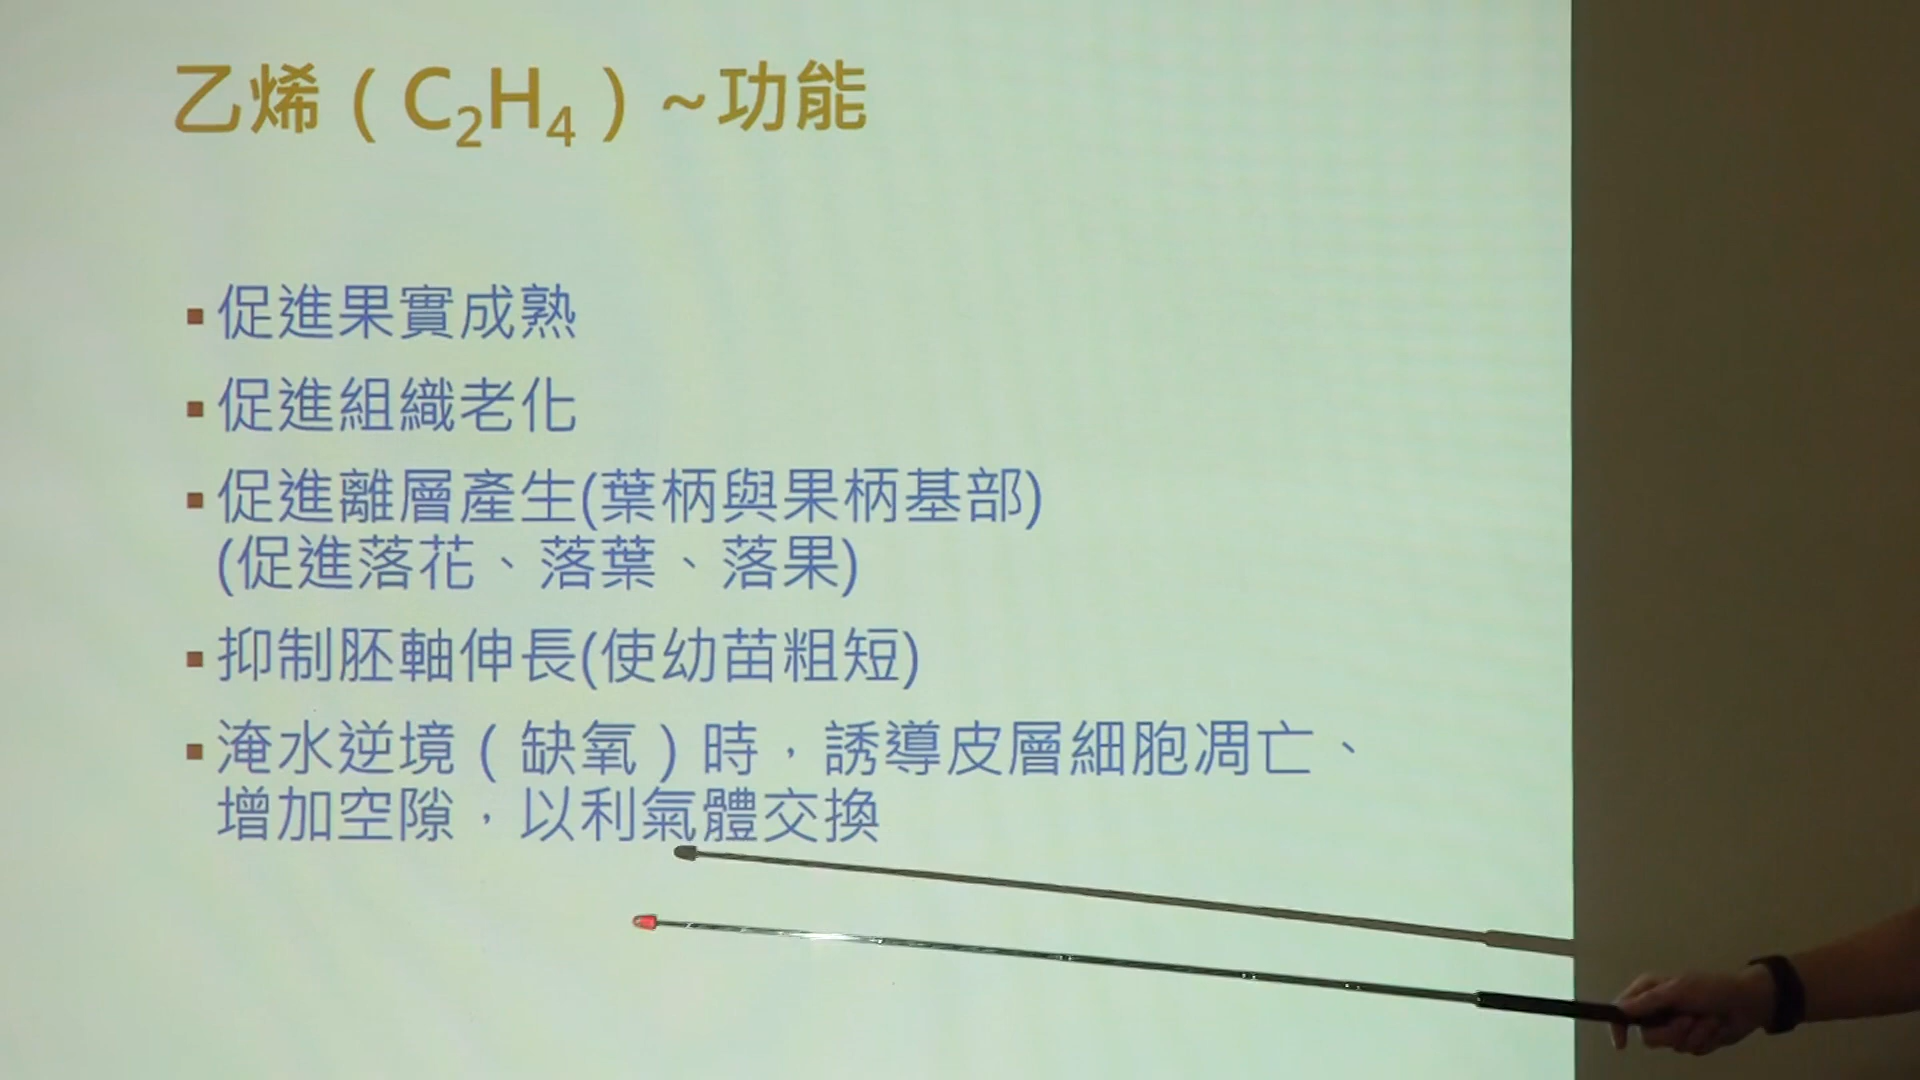 乙烯（C₂H₄）~功能
▪促進果實成熟
▪促進組織老化
▪促進離層產生(葉柄與果柄基部)
(促進落花、落葉、落果)
▪抑制胚軸伸長(使幼苗粗短)
▪淹水逆境（缺氧）時，誘導皮層細胞凋亡、
增加空隙，以利氣體交換